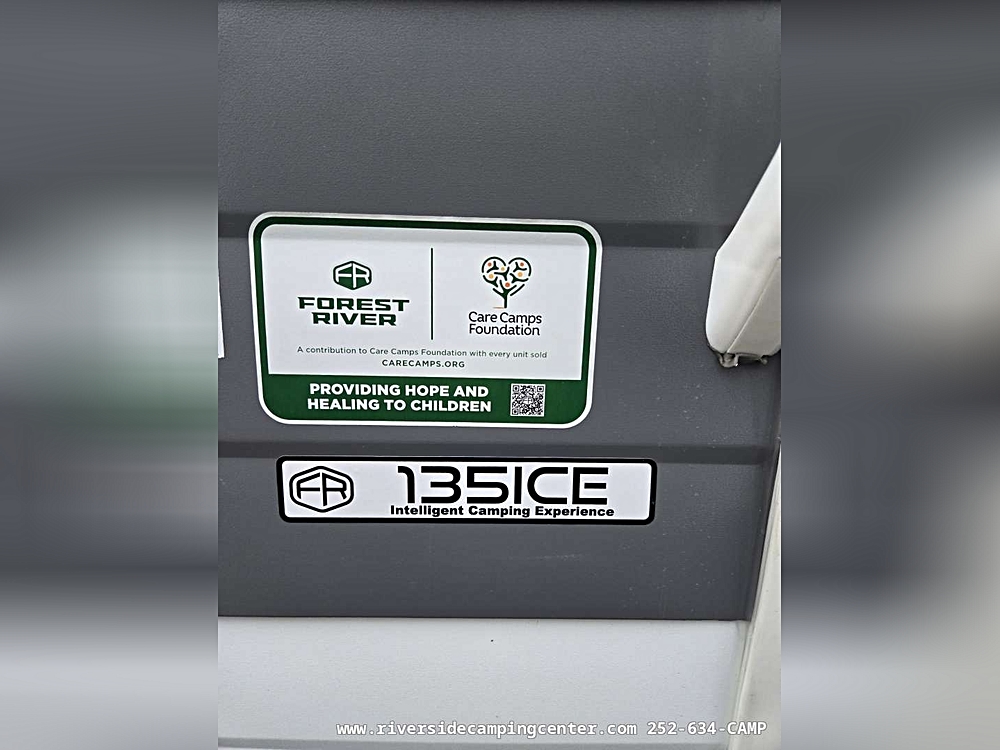 FR
FOREST
RIVER
Care Camps
Foundation
A contribution to Care Camps Foundation with every unit sold
CARECAMPS.ORG
PROVIDING HOPE AND
HEALING TO CHILDREN
FR 135ICE
Intelligent Camping Experience
www.riversidecampingcenter.com 252-634-CAMP